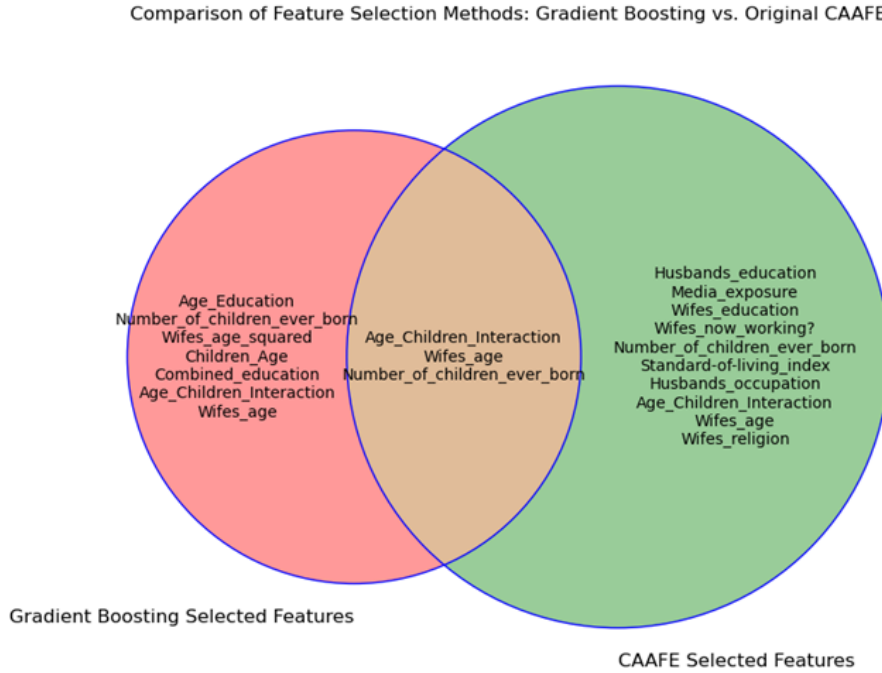 Comparison of Feature Selection Methods: Gradient Boosting vs. Original CAAFE
Age_Education
Number_of_children_ever_born
Wifes_age_squared
Children_Age
Combined_education
Age_Children_Interaction
Wifes_age
Age_Children_Interaction
Wifes_age
Number_of_children_ever_born
Husbands_education
Media_exposure
Wifes_education
Wifes_now_working?
Number_of_children_ever_born
Standard-of-living_index
Husbands_occupation
Age_Children_Interaction
Wifes_age
Wifes_religion
Gradient Boosting Selected Features
CAAFE Selected Features